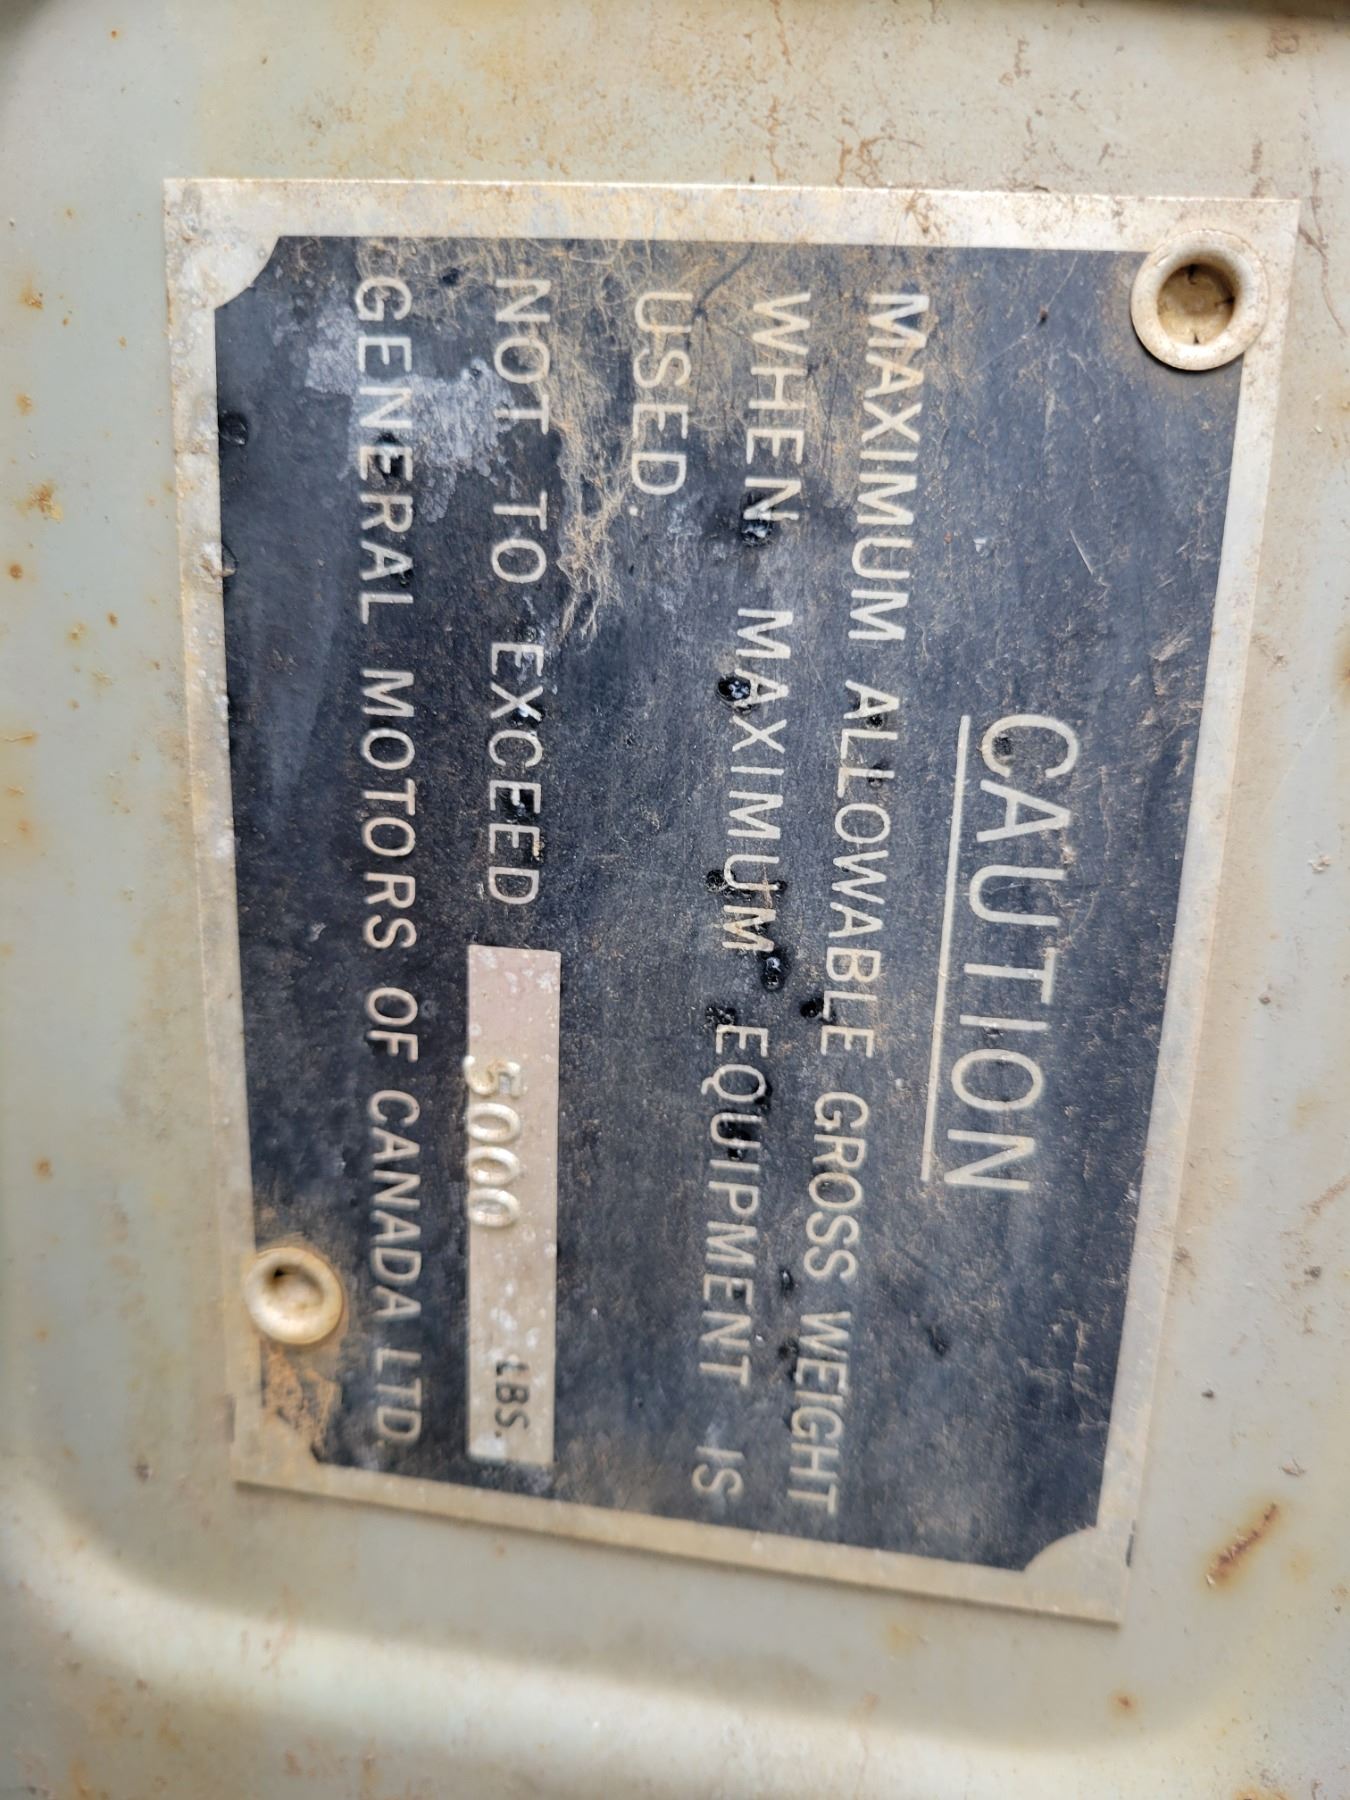 CAUTION
MAXIMUM ALLOWABLE GROSS WEIGHT
WHEN MAXIMUM EQUIPMENT IS
USED.
NOT TO EXCEED 5000 LBS.
GENERAL MOTORS OF CANADA LTD.